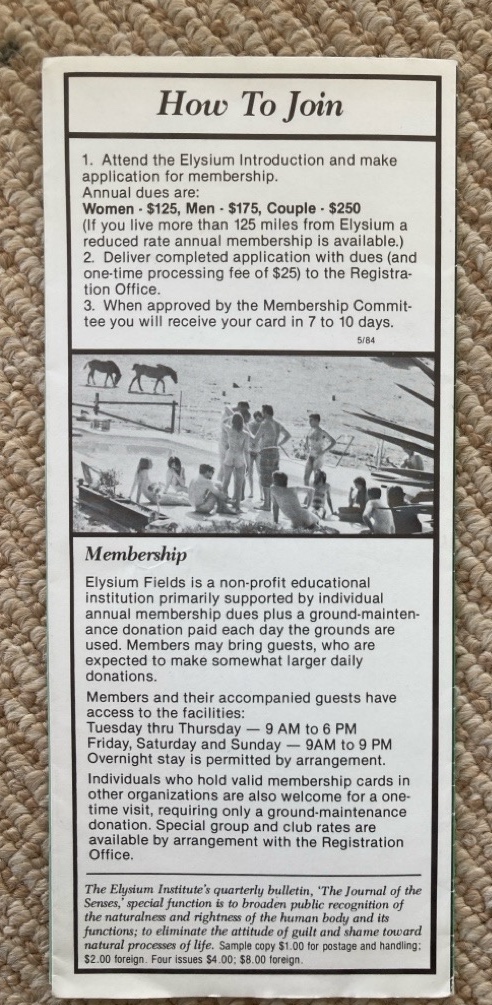 How To Join
1. Attend the Elysium Introduction and make
application for membership.
Annual dues are:
Women - $125, Men - $175, Couple - $250
(If you live more than 125 miles from Elysium a
reduced rate annual membership is available.)
2. Deliver completed application with dues (and
one-time processing fee of $25) to the Registra-
tion Office.
3. When approved by the Membership Commit-
tee you will receive your card in 7 to 10 days.
5/84
Membership
Elysium Fields is a non-profit educational
institution primarily supported by individual
annual membership dues plus a ground-mainten-
ance donation paid each day the grounds are
used. Members may bring guests, who are
expected to make somewhat larger daily
donations.
Members and their accompanied guests have
access to the facilities:
Tuesday thru Thursday — 9 AM to 6 PM
Friday, Saturday and Sunday — 9AM to 9 PM
Overnight stay is permitted by arrangement.
Individuals who hold valid membership cards in
other organizations are also welcome for a one-
time visit, requiring only a ground-maintenance
donation. Special group and club rates are
available by arrangement with the Registration
Office.
The Elysium Institute's quarterly bulletin, 'The Journal of the
Senses,' special function is to broaden public recognition of
the naturalness and rightness of the human body and its
functions; to eliminate the attitude of guilt and shame toward
natural processes of life. Sample copy $1.00 for postage and handling;
$2.00 foreign. Four issues $4.00; $8.00 foreign.